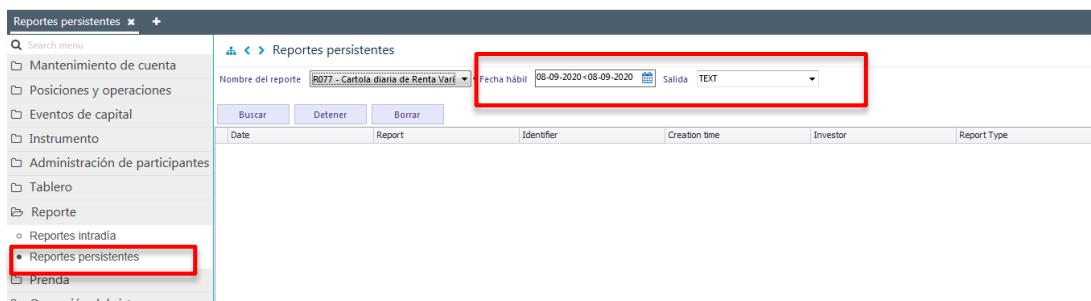 Reportes persistentes × +
Search menu
Mantenimiento de cuenta
Posiciones y operaciones
Eventos de capital
Instrumento
Administración de participantes
Tablero
Reporte
Reportes intradía
Reportes persistentes
Prenda
< > Reportes persistentes
Nombre del reporte R077 - Cartola diaria de Renta Vari Fecha hábil 08-09-2020<08-09-2020 Salida TEXT
Buscar Detener Borrar
Date Report Identifier Creation time Investor Report Type